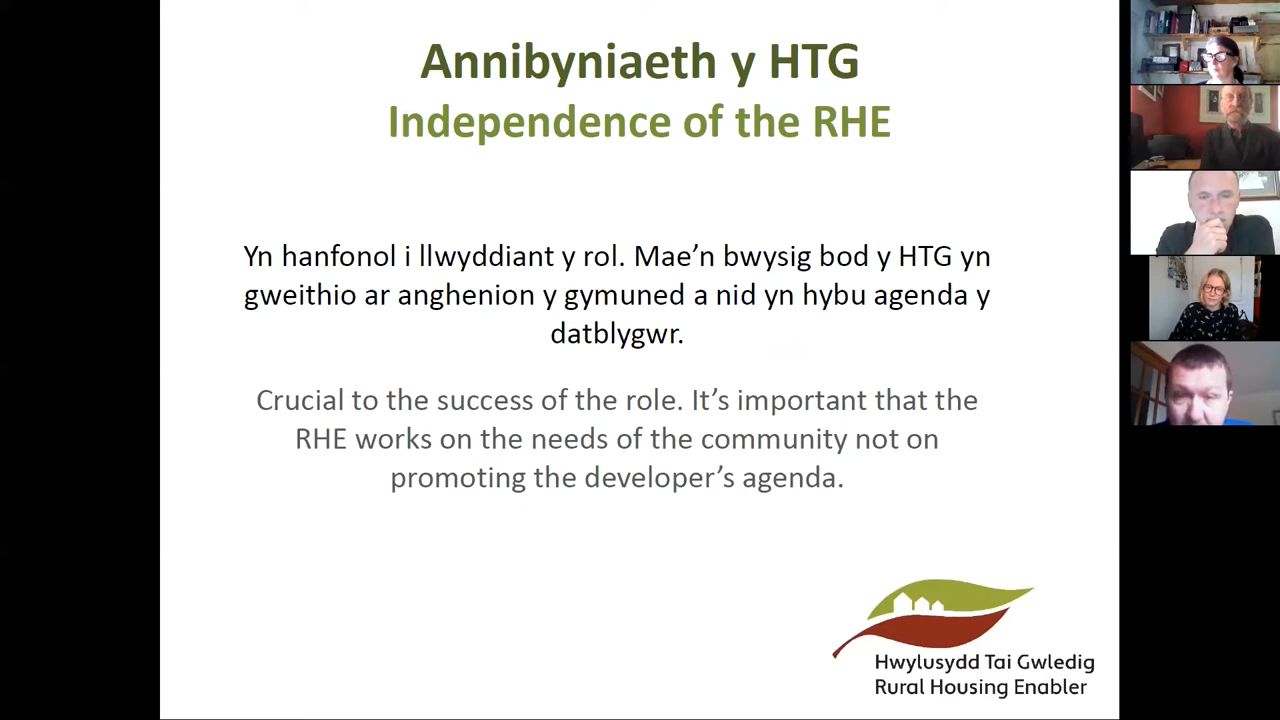 Annibyniaeth y HTG
Independence of the RHE
Yn hanfonol i llwyddiant y rol. Mae’n bwysig bod y HTG yn
gweithio ar anghenion y gymuned a nid yn hybu agenda y
datblygwr.
Crucial to the success of the role. It’s important that the
RHE works on the needs of the community not on
promoting the developer’s agenda.
Hwylusydd Tai Gwledig
Rural Housing Enabler